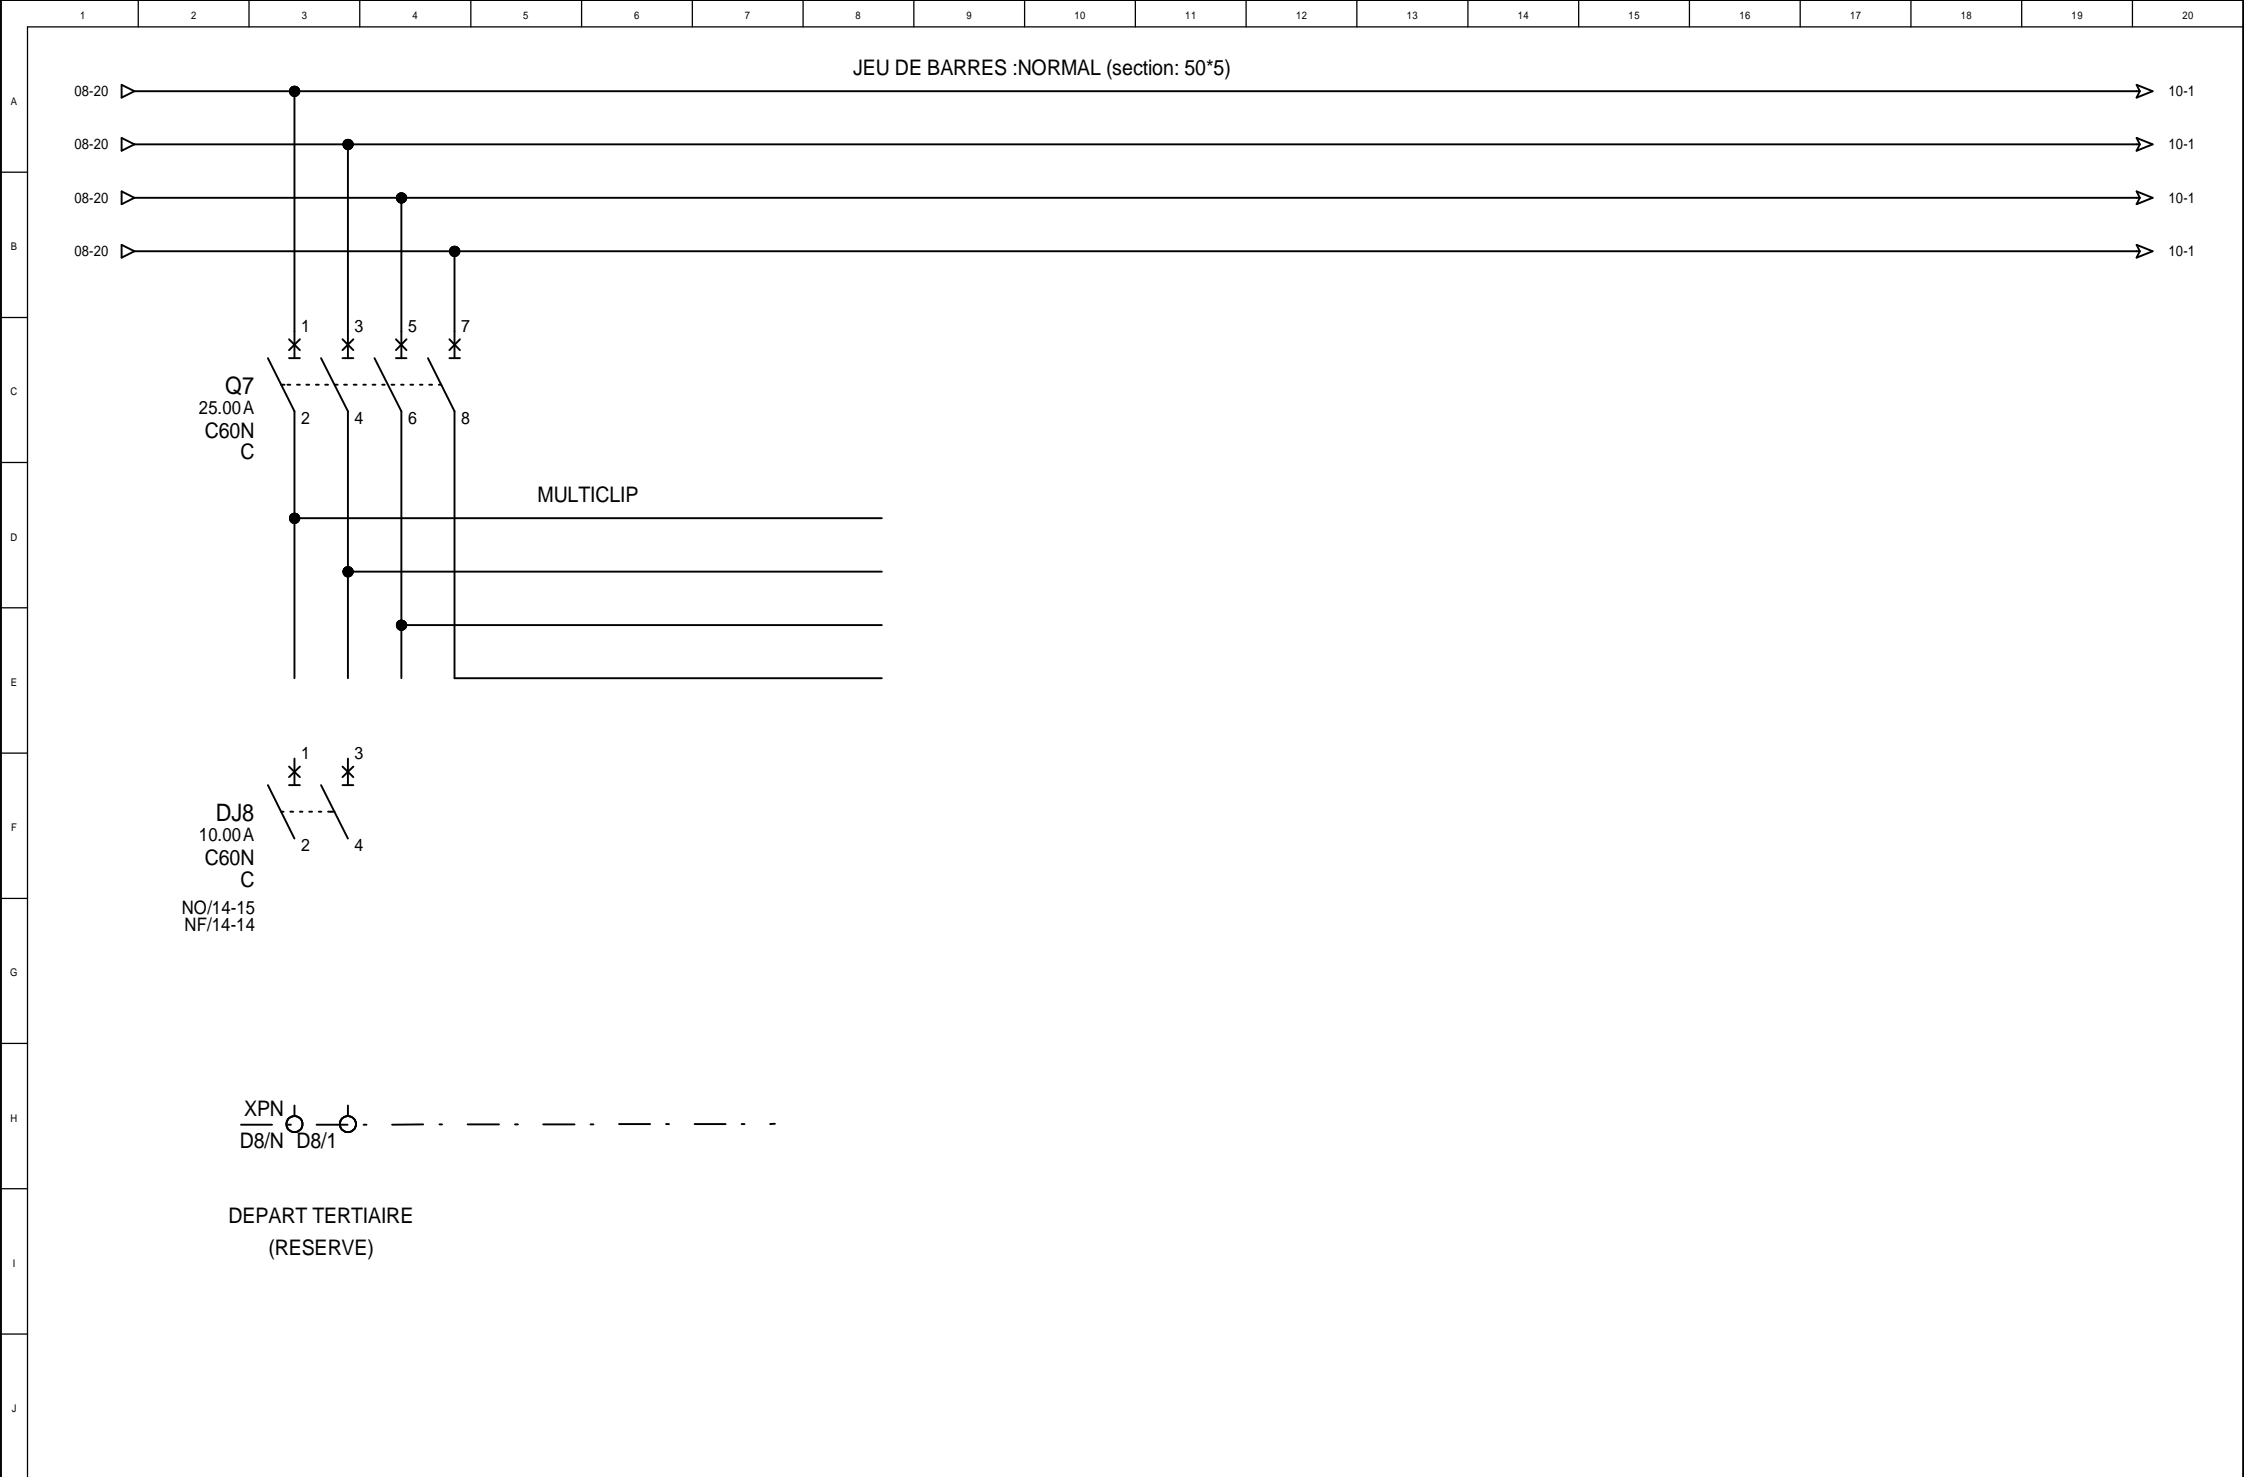 1 2 3 4 5 6 7 8 9 10 11 12 13 14 15 16 17 18 19 20
JEU DE BARRES :NORMAL (section: 50*5)
A 08-20 10-1
08-20 10-1
08-20 10-1
B 08-20 10-1
1 3 5 7
C Q7
25.00A
2 4 6 8
C60N
C
MULTICLIP
D
E
1 3
DJ8
F 10.00A
2 4
C60N
C
NO/14-15
NF/14-14
G
XPN
H
D8/N D8/1
DEPART TERTIAIRE
(RESERVE)
I
J